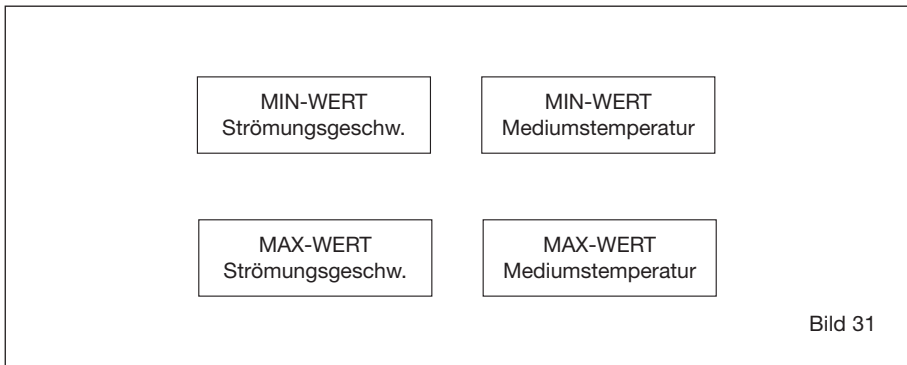 MIN-WERT
Strömungsgeschw.
MIN-WERT
Mediumstemperatur
MAX-WERT
Strömungsgeschw.
MAX-WERT
Mediumstemperatur
Bild 31